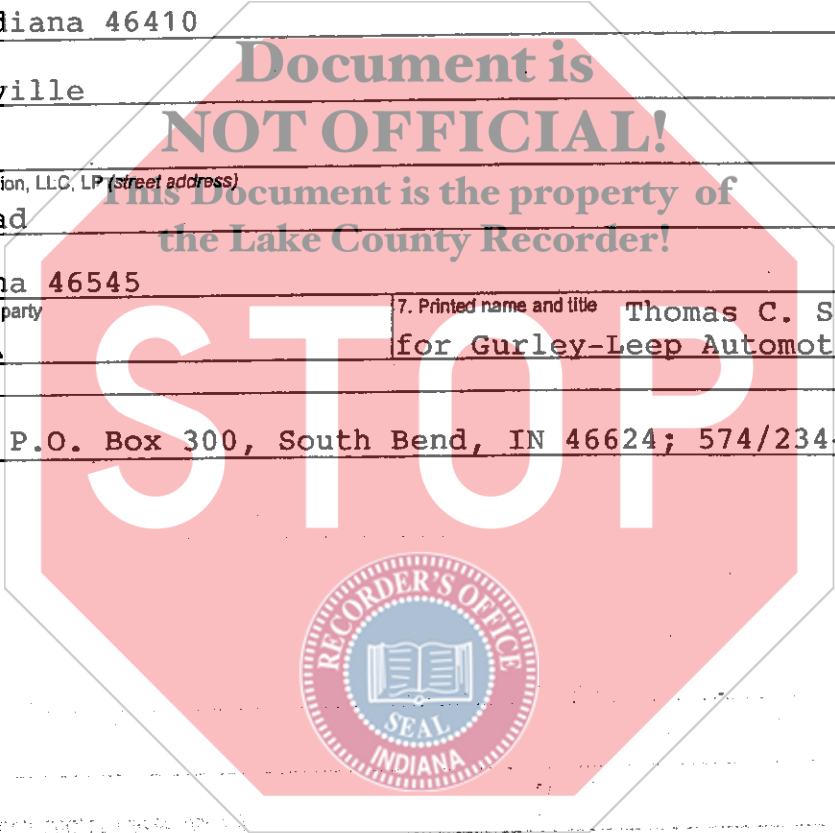 diana 46410
Document is
ville
NOT OFFICIAL!
ion, LLC, LP (street address)
This Document is the property of
ad
the Lake County Recorder!
na 46545
party
7. Printed name and title Thomas C. S
for Gurley-Leep Automot
STOP
P.O. Box 300, South Bend, IN 46624; 574/234-
RECORDER'S OFFICE
SEAL
INDIANA